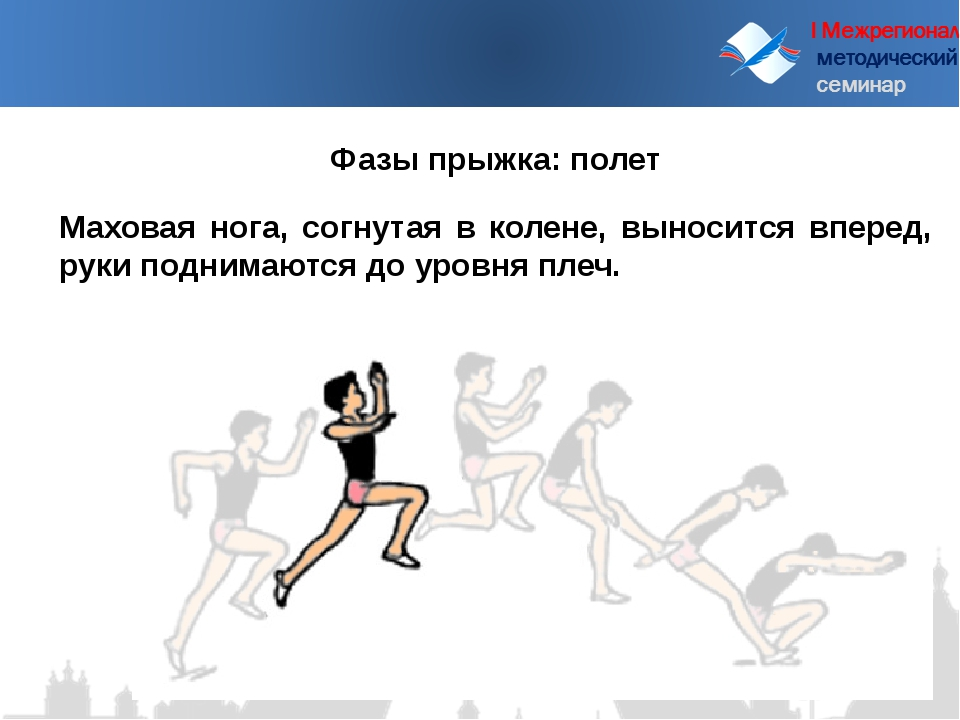 I Межрегионал
методический
семинар
Фазы прыжка: полет
Маховая нога, согнутая в колене, выносится вперед,
руки поднимаются до уровня плеч.